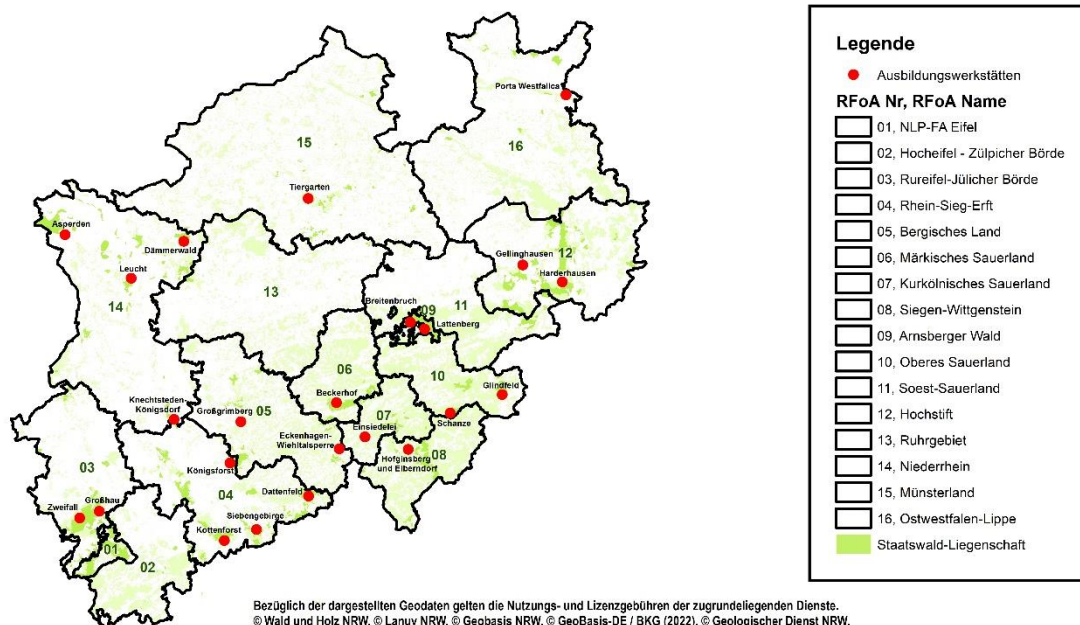 Porta Westfalica
15
16
Tiergarten
Asperden
Dämmerwald
Gellinghausen
12
Leucht
Harderhausen
13
11
14
Breitenbruch
09
Lattenberg
06
10
Beckerhof
Glindfeld
Knechtsteden-
Königsdorf
Großgrimberg
05
07
Schanze
Eckenhagen-
Wiehltalsperre
Einsiedelei
Königsforst
Hofginsberg
und Elberndorf
08
03
04
Dattenfeld
Zweifall
Großhau
Siebengebirge
Kottenforst
01
02
Legende
Ausbildungswerkstätten
RFoA Nr, RFoA Name
01, NLP-FA Eifel
02, Hocheifel - Zülpicher Börde
03, Rureifel-Jülicher Börde
04, Rhein-Sieg-Erft
05, Bergisches Land
06, Märkisches Sauerland
07, Kurkölnisches Sauerland
08, Siegen-Wittgenstein
09, Arnsberger Wald
10, Oberes Sauerland
11, Soest-Sauerland
12, Hochstift
13, Ruhrgebiet
14, Niederrhein
15, Münsterland
16, Ostwestfalen-Lippe
Staatswald-Liegenschaft
Bezüglich der dargestellten Geodaten gelten die Nutzungs- und Lizenzgebühren der zugrundeliegenden Dienste.
© Wald und Holz NRW, © Lanuv NRW, © Geobasis NRW, © GeoBasis-DE / BKG (2022), © Geologischer Dienst NRW.